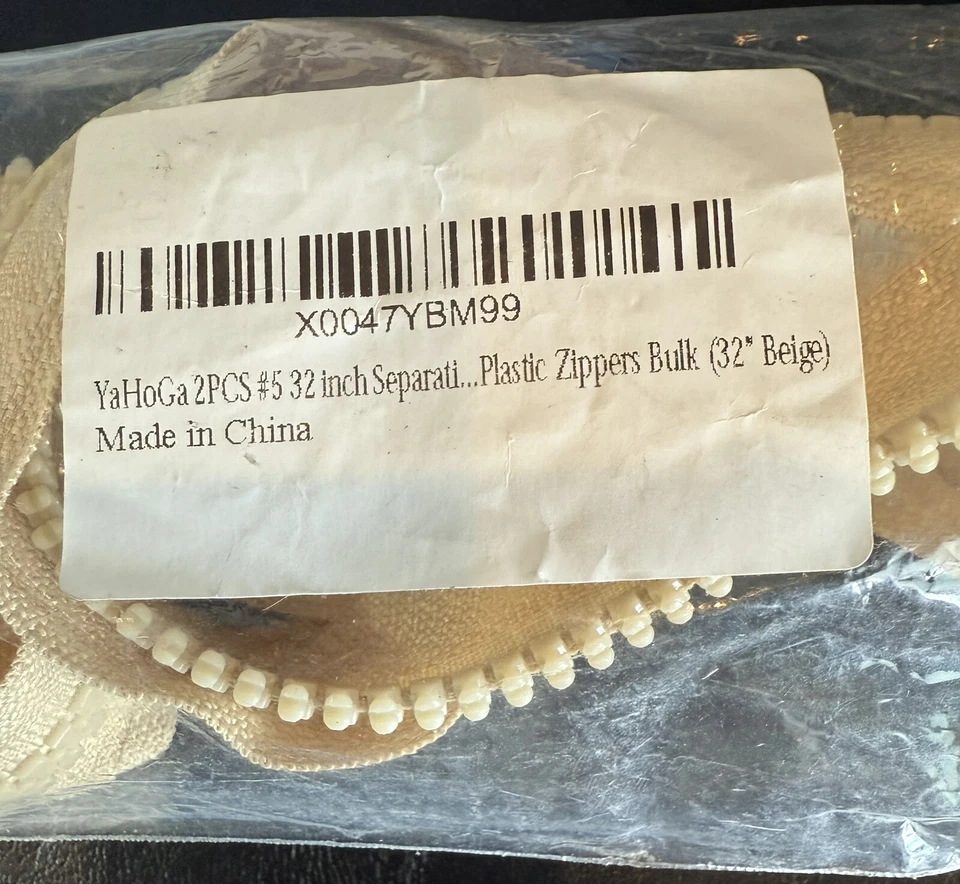 X0047YBM99
YaHoGa 2PCS #5 32 inch Separati...Plastic Zippers Bulk (32" Beige)
Made in China